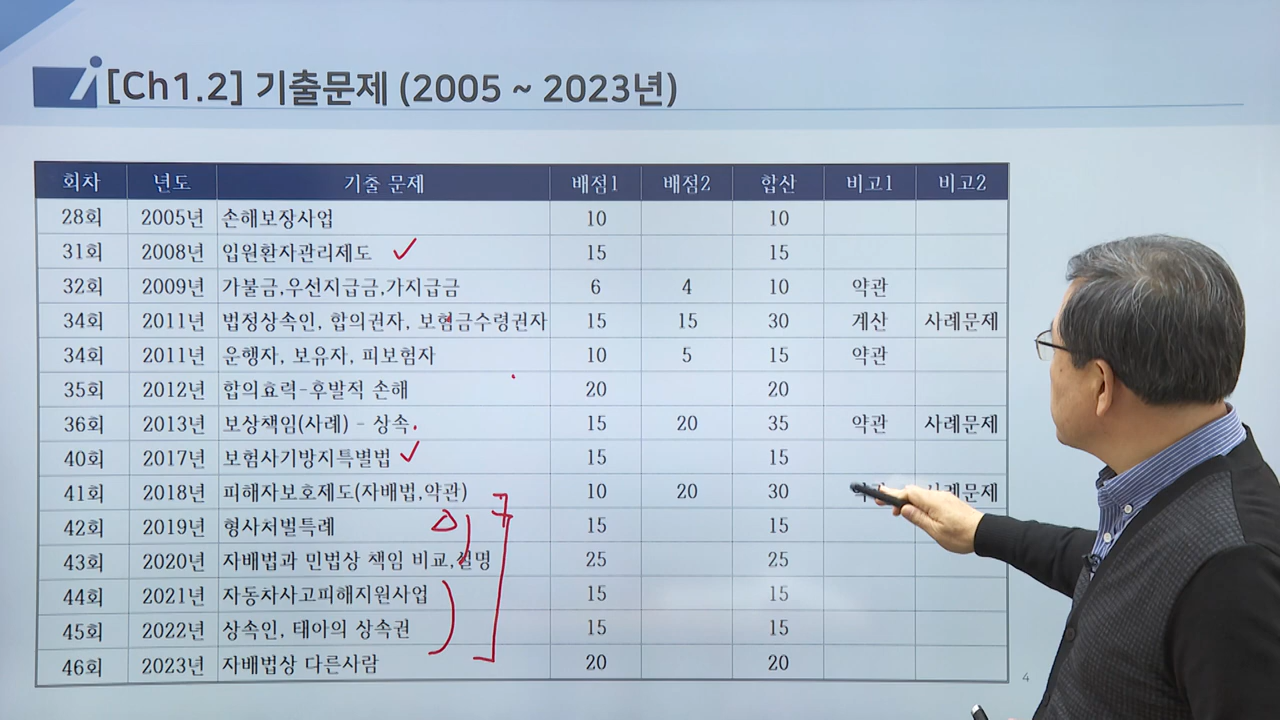 [Ch1.2] 기출문제 (2005 ~ 2023년)
회차 년도 기출 문제 배점1 배점2 합산 비고1 비고2
28회 2005년 손해보장사업 10 10
31회 2008년 입원환자관리제도 15 15
32회 2009년 가불금,우선지급금,가지급금 6 4 10 약관
34회 2011년 법정상속인, 합의권자, 보험금수령권자 15 15 30 계산 사례문제
34회 2011년 운행자, 보유자, 피보험자 10 5 15 약관
35회 2012년 합의효력-후발적 손해 20 20
36회 2013년 보상책임(사례) - 상속 15 20 35 약관 사례문제
40회 2017년 보험사기방지특별법 15 15
41회 2018년 피해자보호제도(자배법,약관) 10 20 30 사례문제
42회 2019년 형사처벌특례 15 15
43회 2020년 자배법과 민법상 책임 비교,설명 25 25
44회 2021년 자동차사고피해지원사업 15 15
45회 2022년 상속인, 태아의 상속권 15 15
46회 2023년 자배법상 다른사람 20 20
4